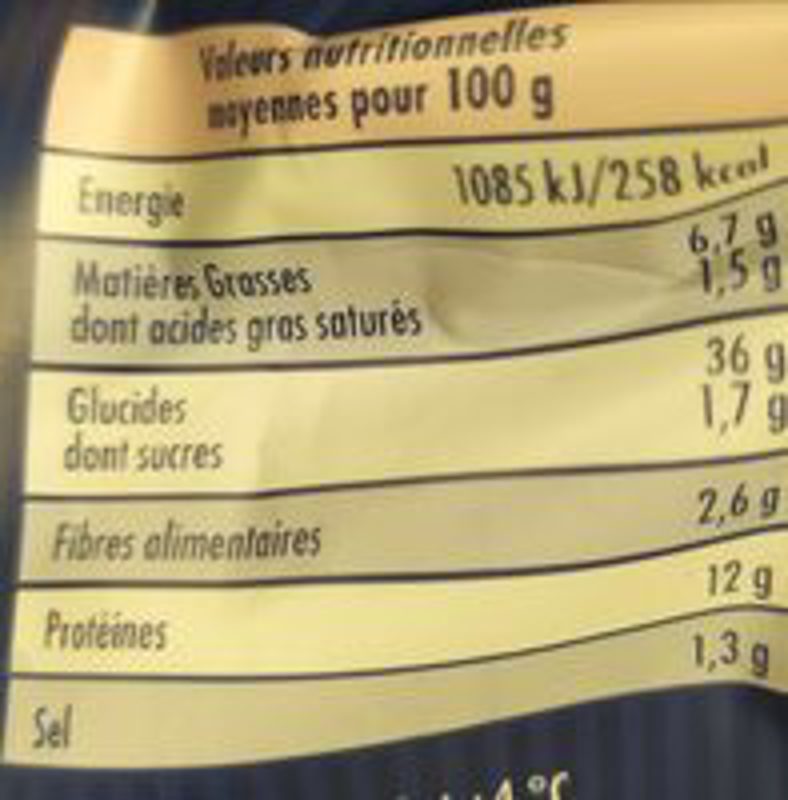 Valeurs nutritionnelles
moyennes pour 100 g
Energie 1085 kJ/258 kcal
Matières Grasses 6,7 g
dont acides gras saturés 1,5 g
Glucides 36 g
dont sucres 1,7 g
Fibres alimentaires 2,6 g
Protéines 12 g
Sel 1,3 g